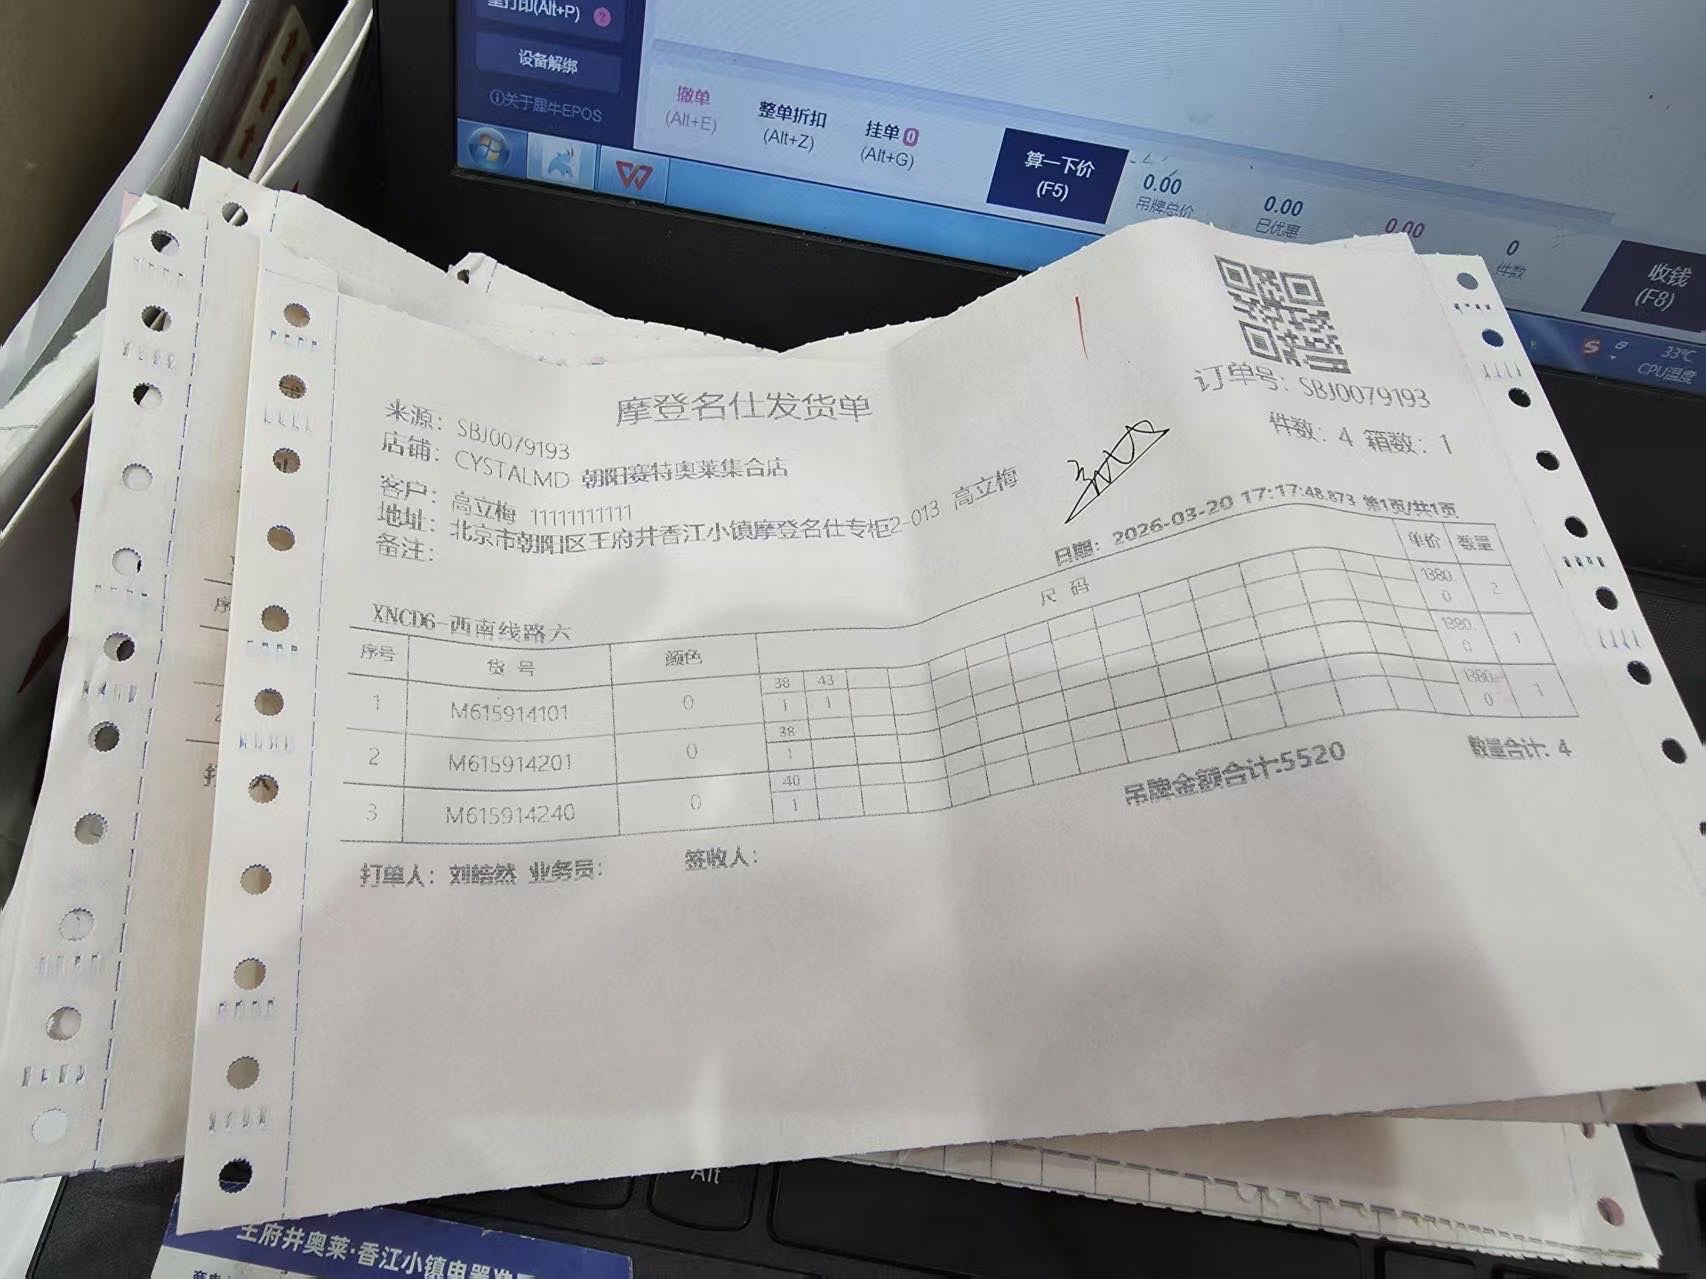 重打印(Alt+P)
设备解绑
关于犀牛EPOS
撤单
(Alt+E)
整单折扣
(Alt+Z)
挂单 0
(Alt+G)
算一下价
(F5)
0.00
吊牌总价
0.00
已优惠
0.00
0
件数
收钱
(F8)
33℃
CPU温度
摩登名仕发货单
订单号: SBJ0079193
件数: 4 箱数: 1
来源: SBJ0079193
店铺: CYSTALMD 朝阳赛特奥莱集合店
客户: 高立梅 11111111111
地址: 北京市朝阳区王府井香江小镇摩登名仕专柜2-013 高立梅
备注:
日期: 2026-03-20 17:17:48.873 第1页/共1页
XNCD6-西南线路六
序号 货号 颜色 尺码 单价 数量
1 M615914101 0 38 43 1380.0 2
1 1
2 M615914201 0 38 1380.0 1
1
3 M615914240 0 40 1380.0 1
1
吊牌金额合计:5520 数量合计: 4
打单人: 刘皓然 业务员: 签收人:
Alt
王府井奥莱·香江小镇电器